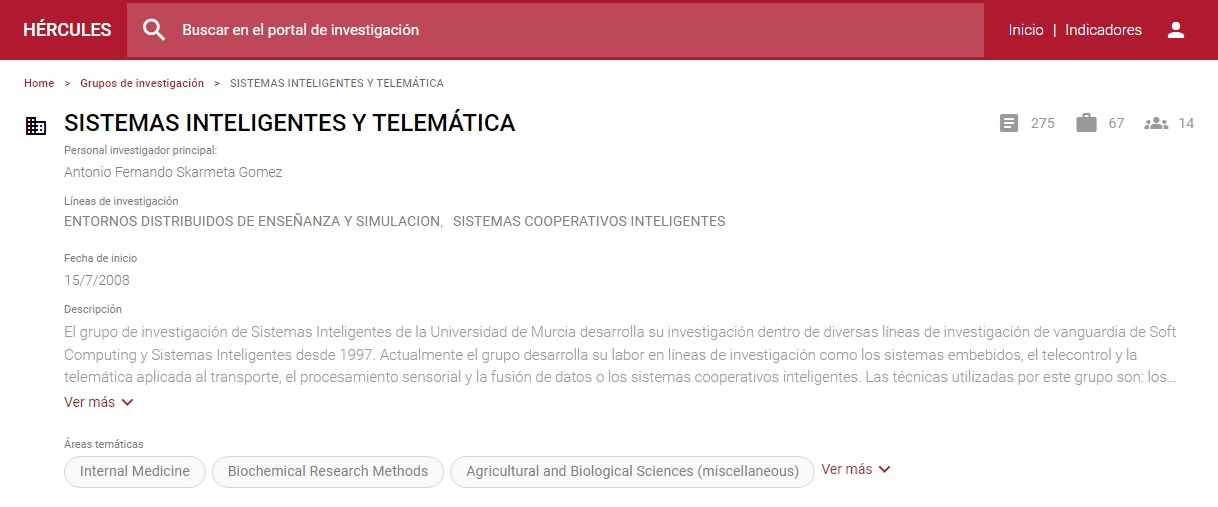 HÉRCULES Buscar en el portal de investigación Inicio | Indicadores
Home > Grupos de investigación > SISTEMAS INTELIGENTES Y TELEMÁTICA
SISTEMAS INTELIGENTES Y TELEMÁTICA 275 67 14
Personal investigador principal:
Antonio Fernando Skarmeta Gomez
Líneas de investigación
ENTORNOS DISTRIBUIDOS DE ENSEÑANZA Y SIMULACION, SISTEMAS COOPERATIVOS INTELIGENTES
Fecha de inicio
15/7/2008
Descripción
El grupo de investigación de Sistemas Inteligentes de la Universidad de Murcia desarrolla su investigación dentro de diversas líneas de investigación de vanguardia de Soft
Computing y Sistemas Inteligentes desde 1997. Actualmente el grupo desarrolla su labor en líneas de investigación como los sistemas embebidos, el telecontrol y la
telemática aplicada al transporte, el procesamiento sensorial y la fusión de datos o los sistemas cooperativos inteligentes. Las técnicas utilizadas por este grupo son: los...
Ver más
Áreas temáticas
Internal Medicine Biochemical Research Methods Agricultural and Biological Sciences (miscellaneous) Ver más